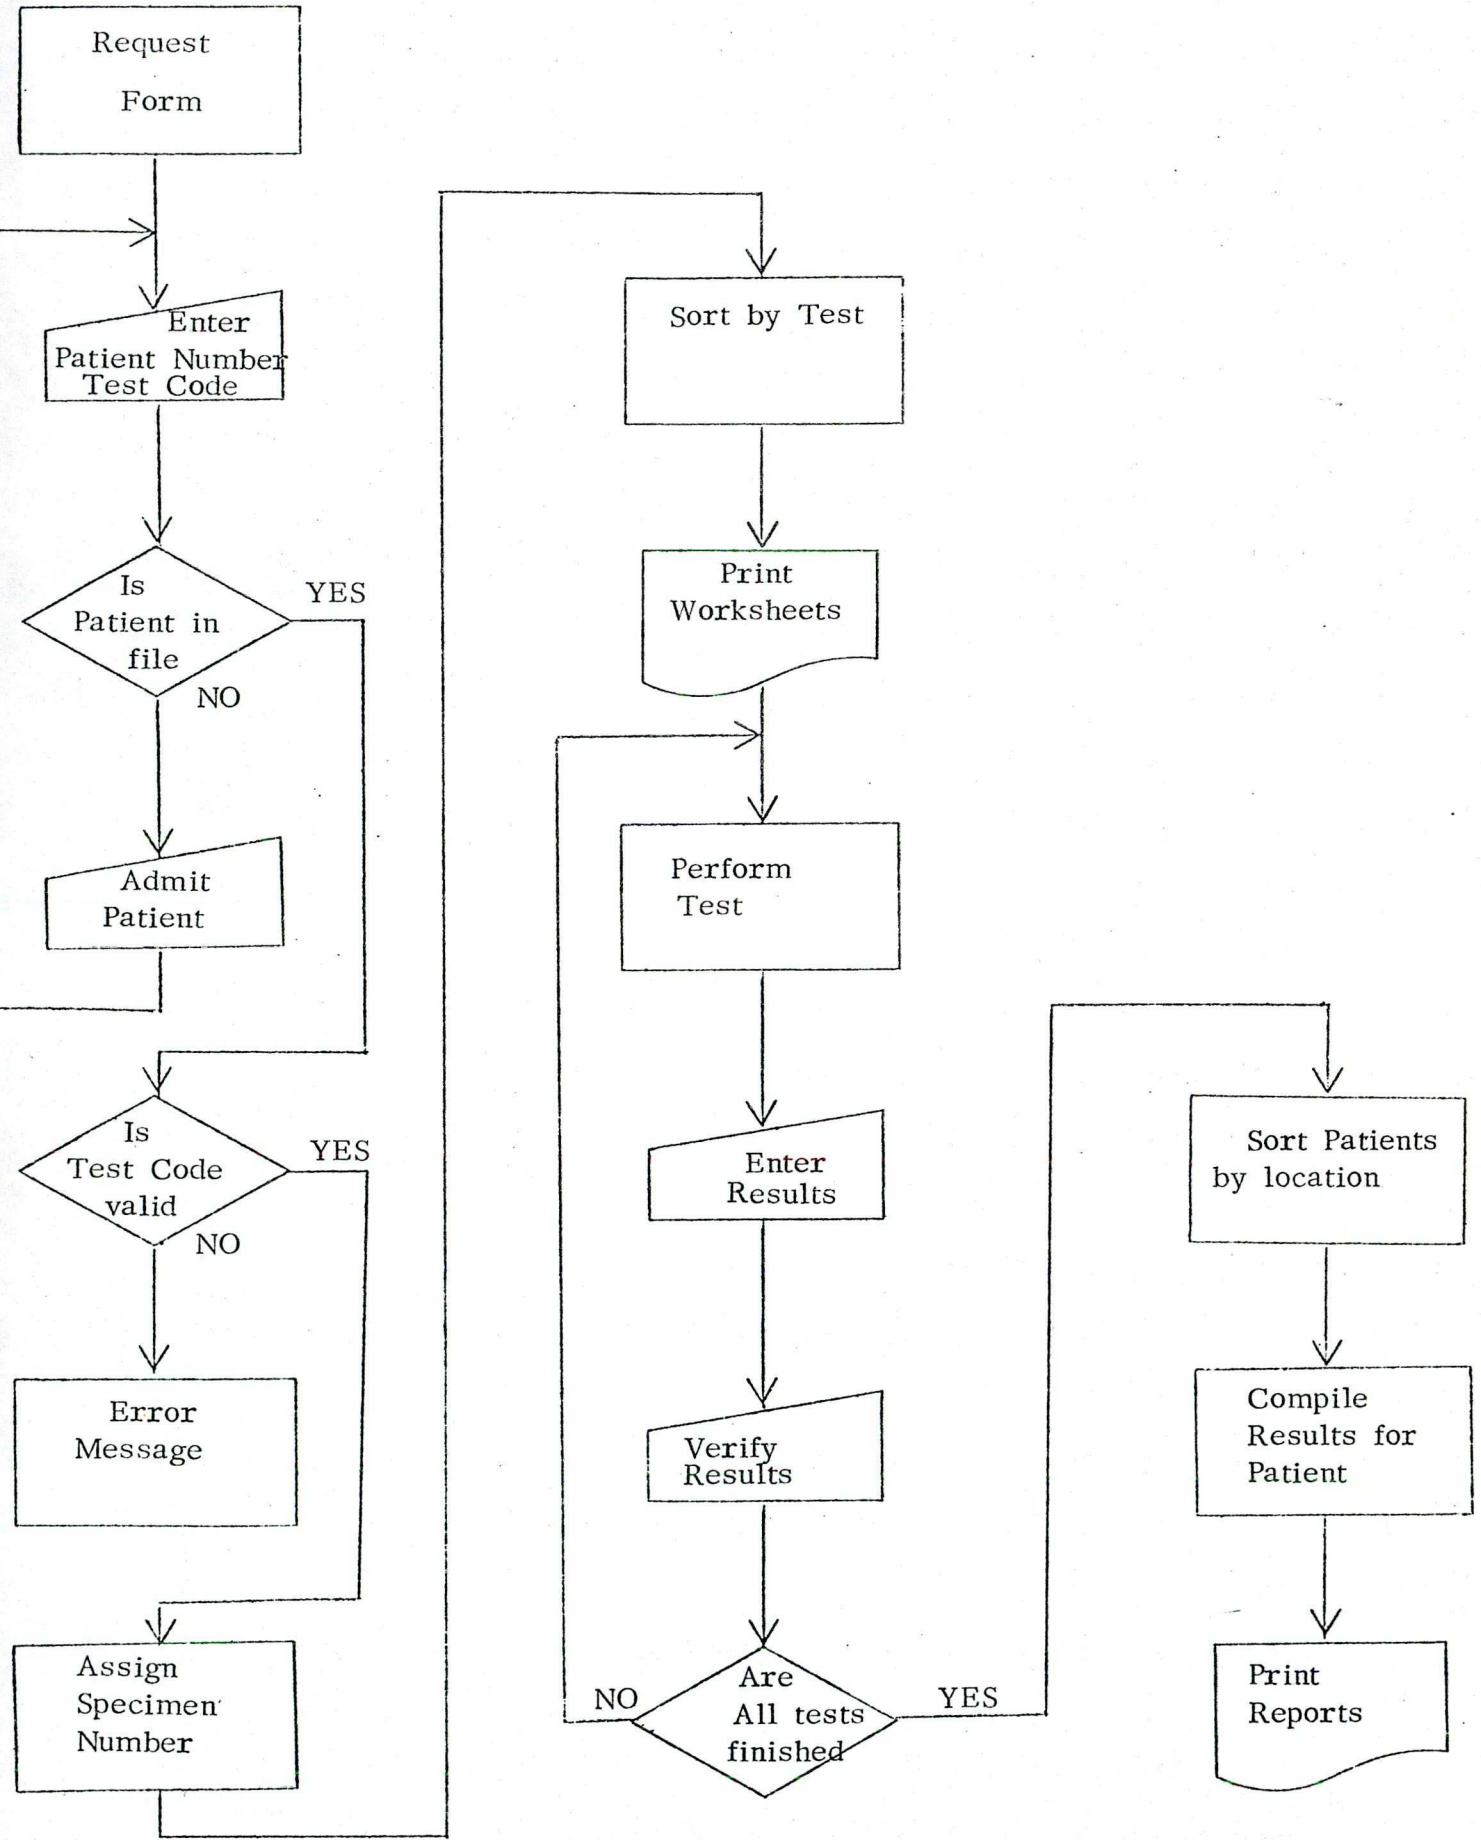 Request
Form
Enter
Patient Number
Test Code
Is
Patient in
file
YES
NO
Admit
Patient
Is
Test Code
valid
YES
NO
Error
Message
Assign
Specimen
Number
Sort by Test
Print
Worksheets
Perform
Test
Enter
Results
Verify
Results
Are
All tests
finished
NO
YES
Sort Patients
by location
Compile
Results for
Patient
Print
Reports